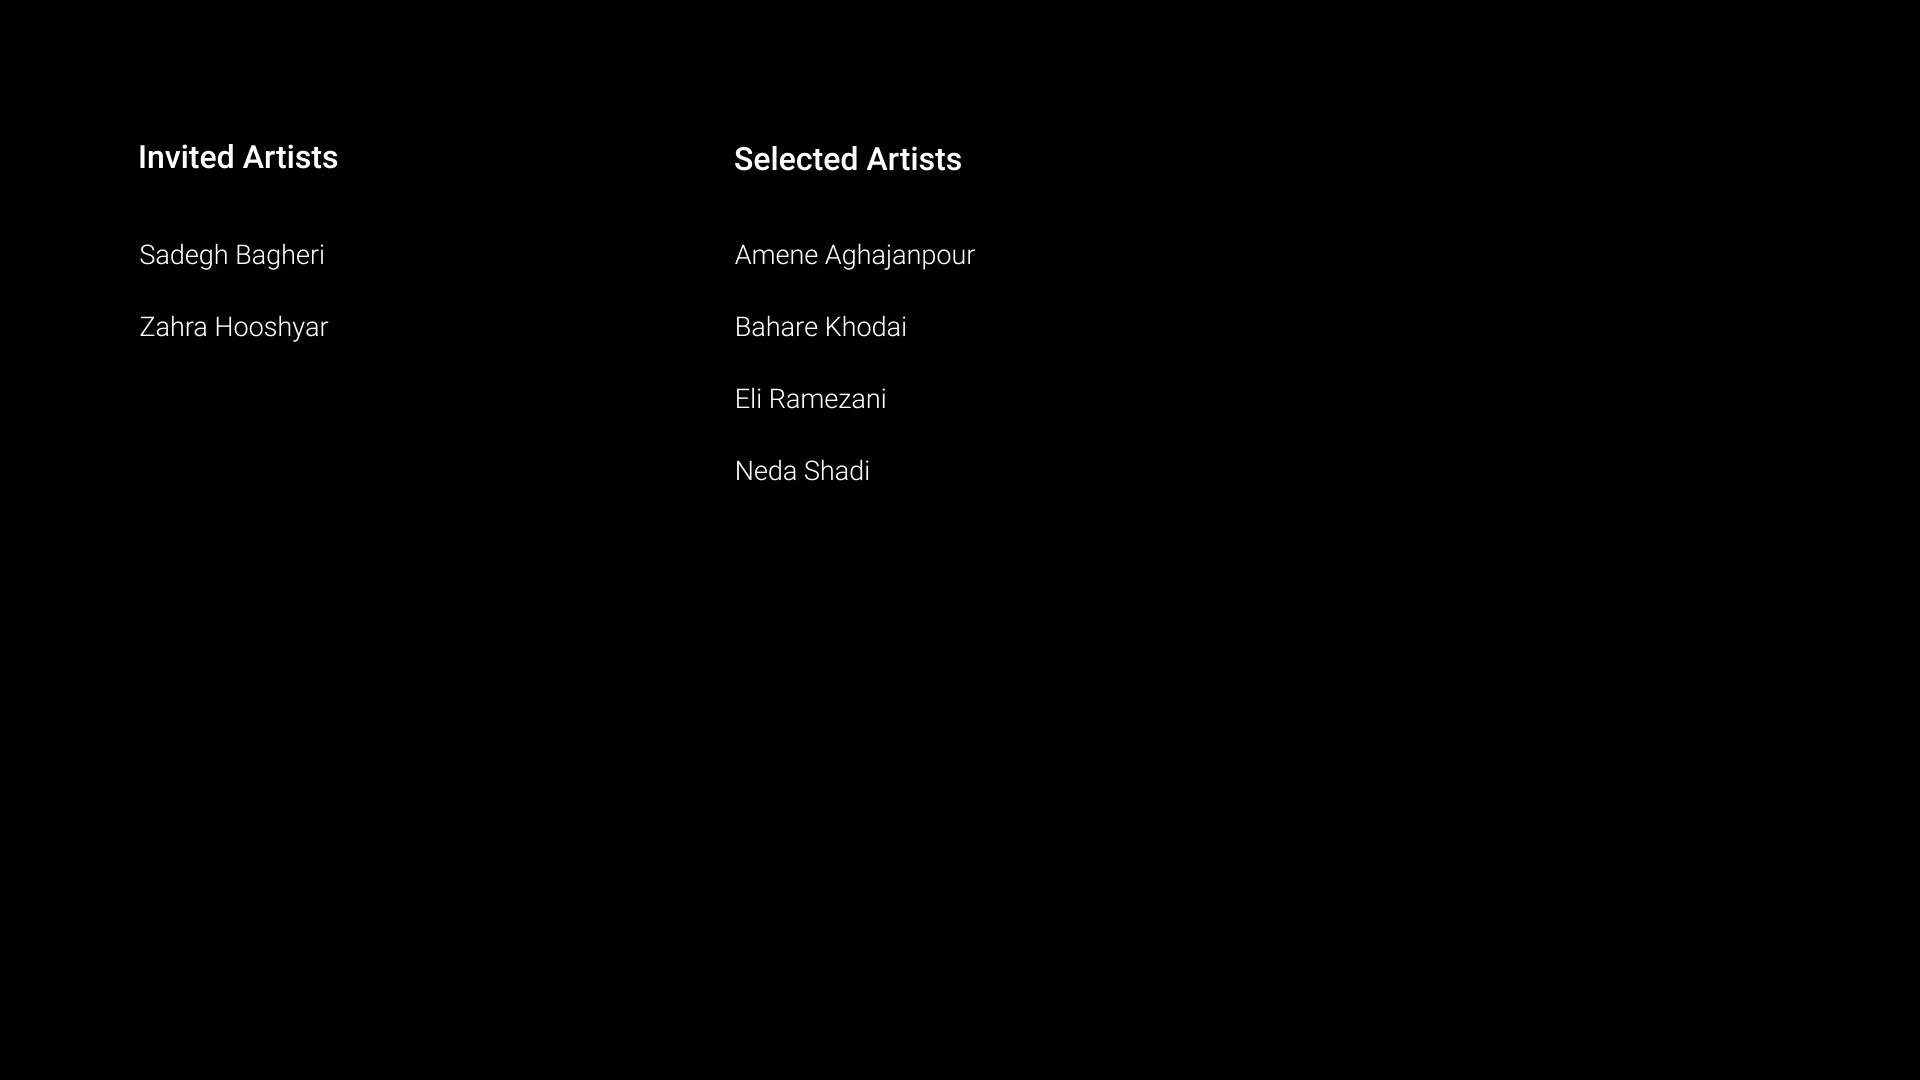 Invited Artists
Sadegh Bagheri
Zahra Hooshyar
Selected Artists
Amene Aghajanpour
Bahare Khodai
Eli Ramezani
Neda Shadi